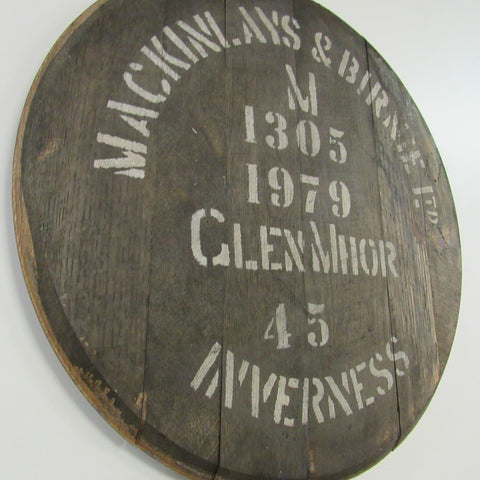 MACKINLAYS & BIRNIE LTD
M
1305
1979
GLEN MHOR
45
INVERNESS